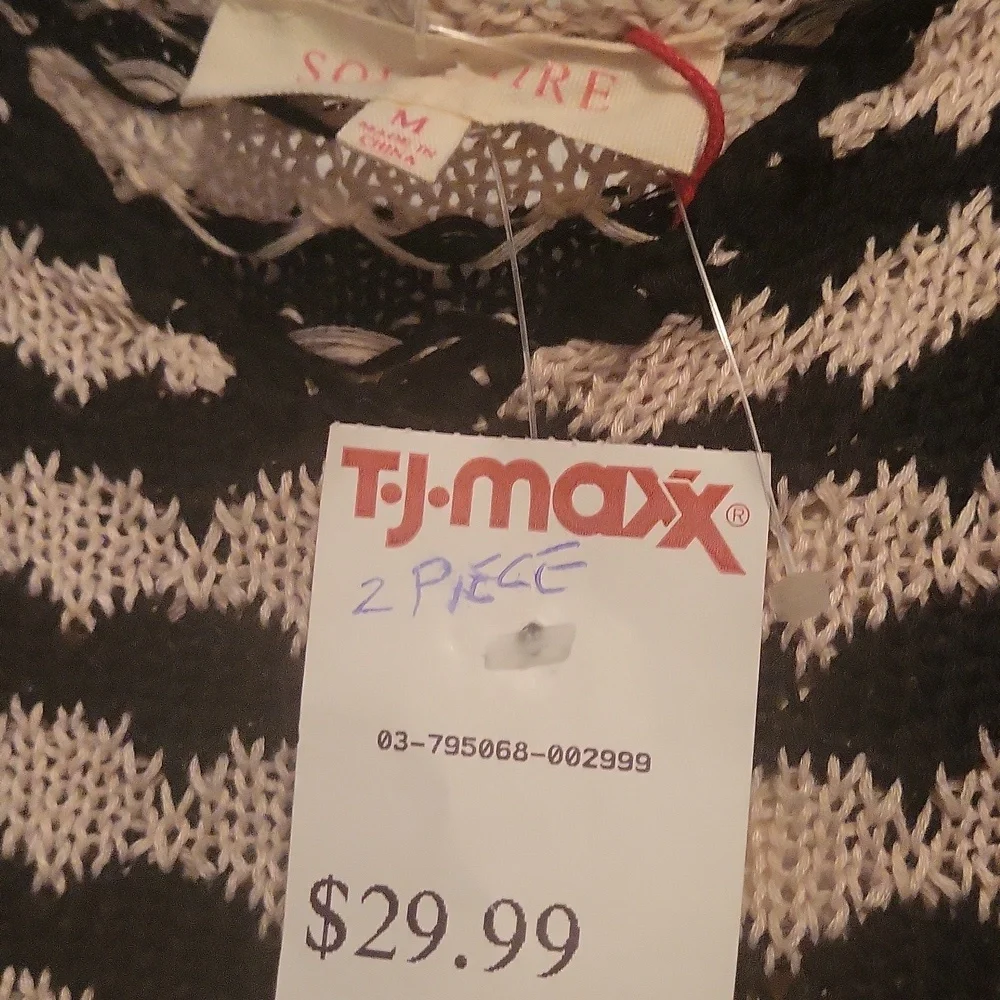 M
MADE IN
CHINA
T.J.maxx®
2 PIECE
03-795068-002999
$29.99